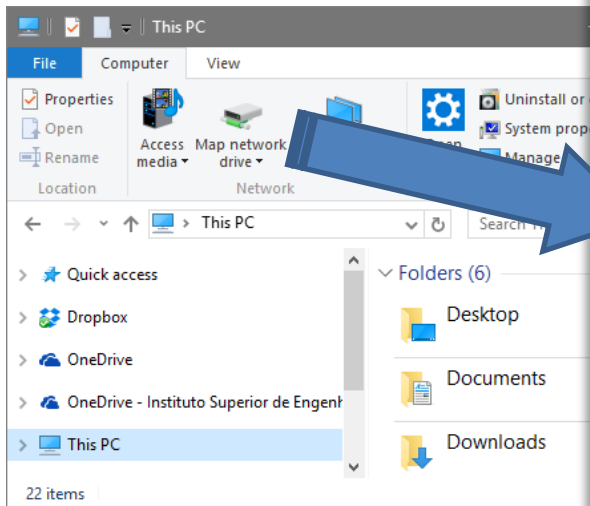 This PC
File Computer View
Properties
Open
Rename
Location
Access
media
Map network
drive
Network
Uninstall or
System prop
Manage
This PC
Search
Quick access
Dropbox
OneDrive
OneDrive - Instituto Superior de Engenh
This PC
22 items
Folders (6)
Desktop
Documents
Downloads